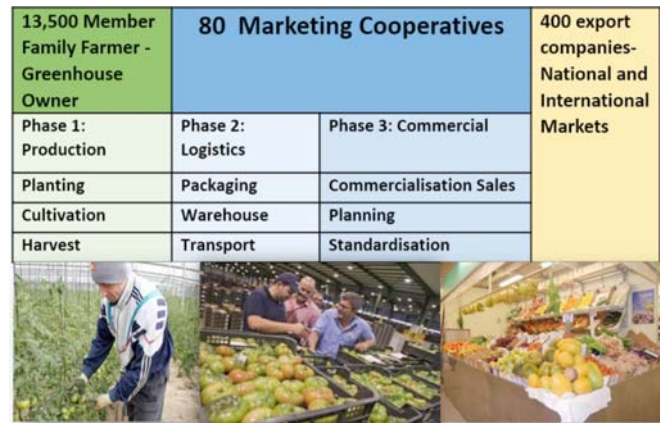 13,500 Member
Family Farmer -
Greenhouse
Owner
80 Marketing Cooperatives
400 export
companies-
National and
International
Markets
Phase 1:
Production
Phase 2:
Logistics
Phase 3: Commercial
Planting
Packaging
Commercialisation Sales
Cultivation
Warehouse
Planning
Harvest
Transport
Standardisation